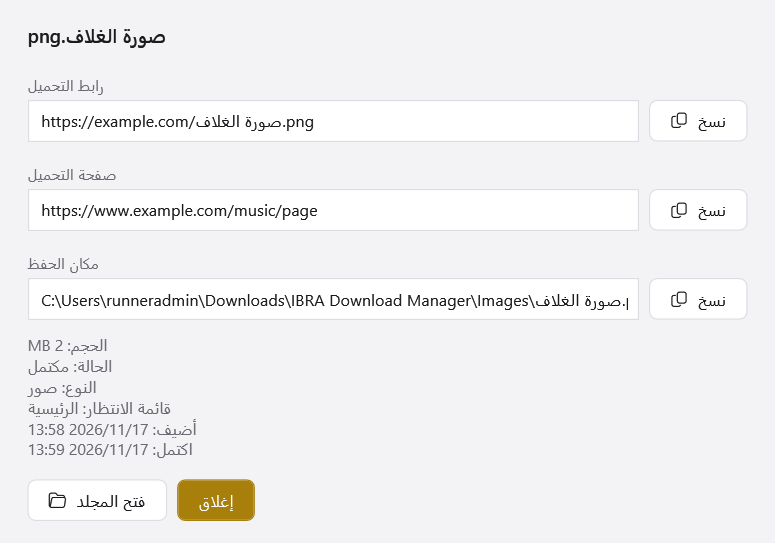 صورة الغلاف.png
رابط التحميل
https://example.com/صورة الغلاف.png
نسخ
صفحة التحميل
https://www.example.com/music/page
نسخ
مكان الحفظ
C:\Users\runneradmin\Downloads\IBRA Download Manager\Images\صورة الغلاف.p
نسخ
الحجم: 2 MB
الحالة: مكتمل
النوع: صور
قائمة الانتظار: الرئيسية
أضيف: 2026/11/17 13:58
اكتمل: 2026/11/17 13:59
فتح المجلد
إغلاق